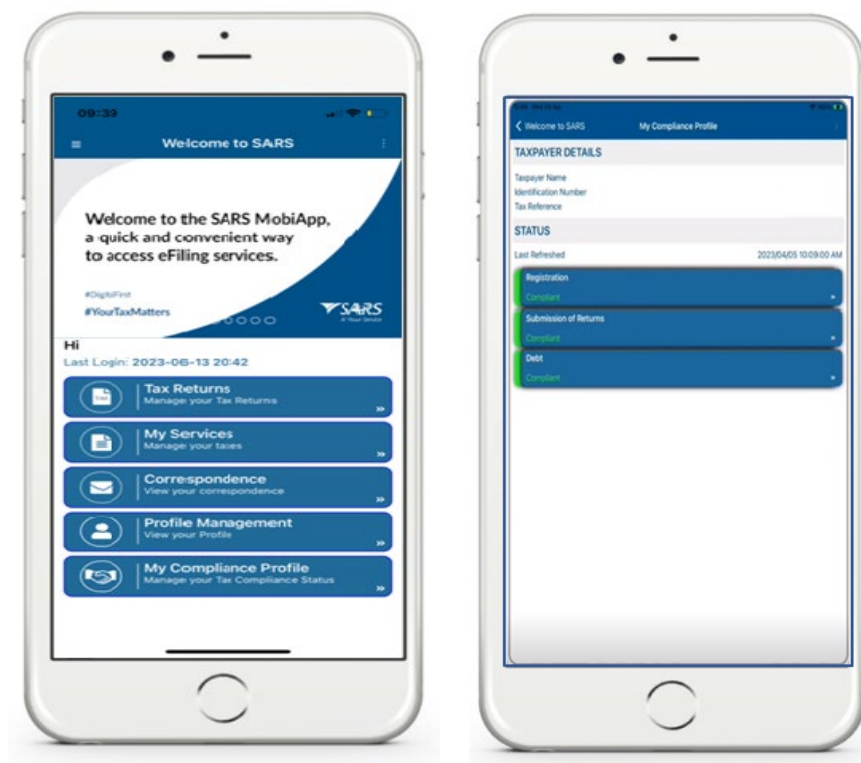 09:39
Welcome to SARS
Welcome to the SARS MobiApp,
a quick and convenient way
to access eFiling services.
#DigitalFirst
#YourTaxMatters
SARS
At Your Service
Hi
Last Login: 2023-06-13 20:42
Tax Returns
Manage your Tax Returns
My Services
Manage your taxes
Correspondence
View your correspondence
Profile Management
View your Profile
My Compliance Profile
Manage your Tax Compliance Status
Welcome to SARS
My Compliance Profile
TAXPAYER DETAILS
Taxpayer Name
Identification Number
Tax Reference
STATUS
Last Refreshed 2023/04/05 10:09:00 AM
Registration
Compliant
Submission of Returns
Compliant
Debt
Compliant